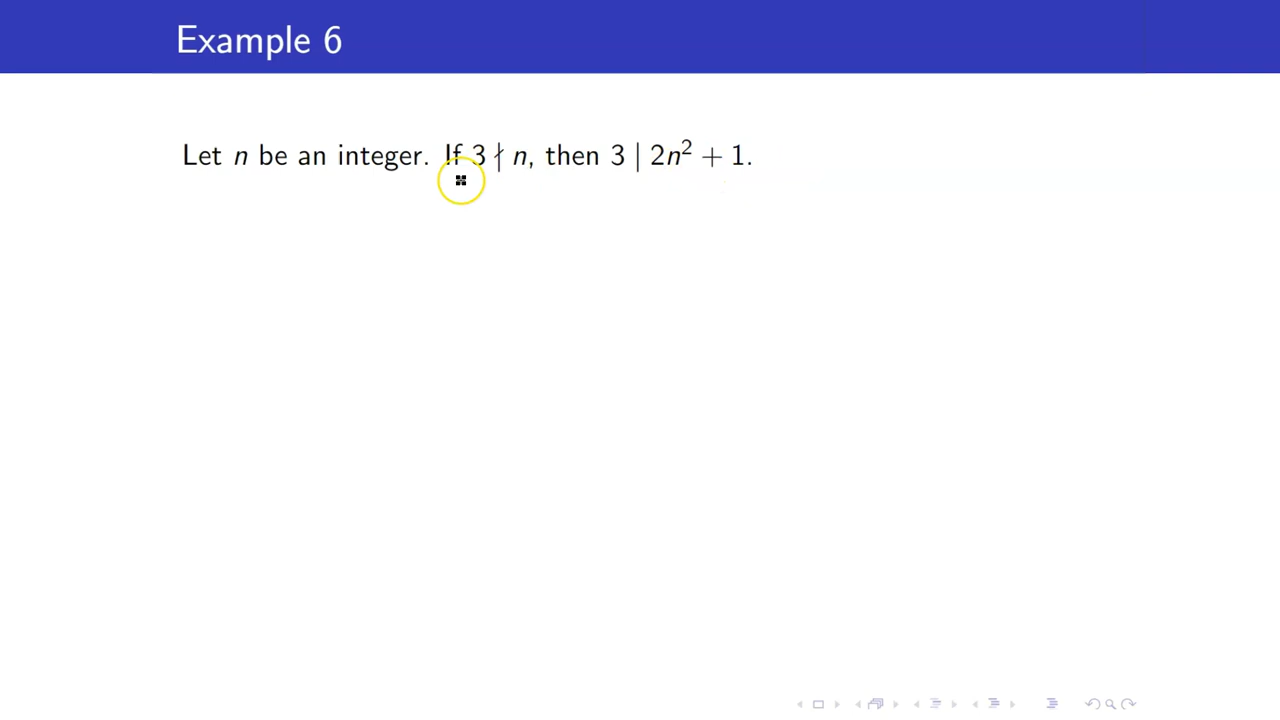 Example 6
Let n be an integer. If 3 ∤ n, then 3 | 2n² + 1.